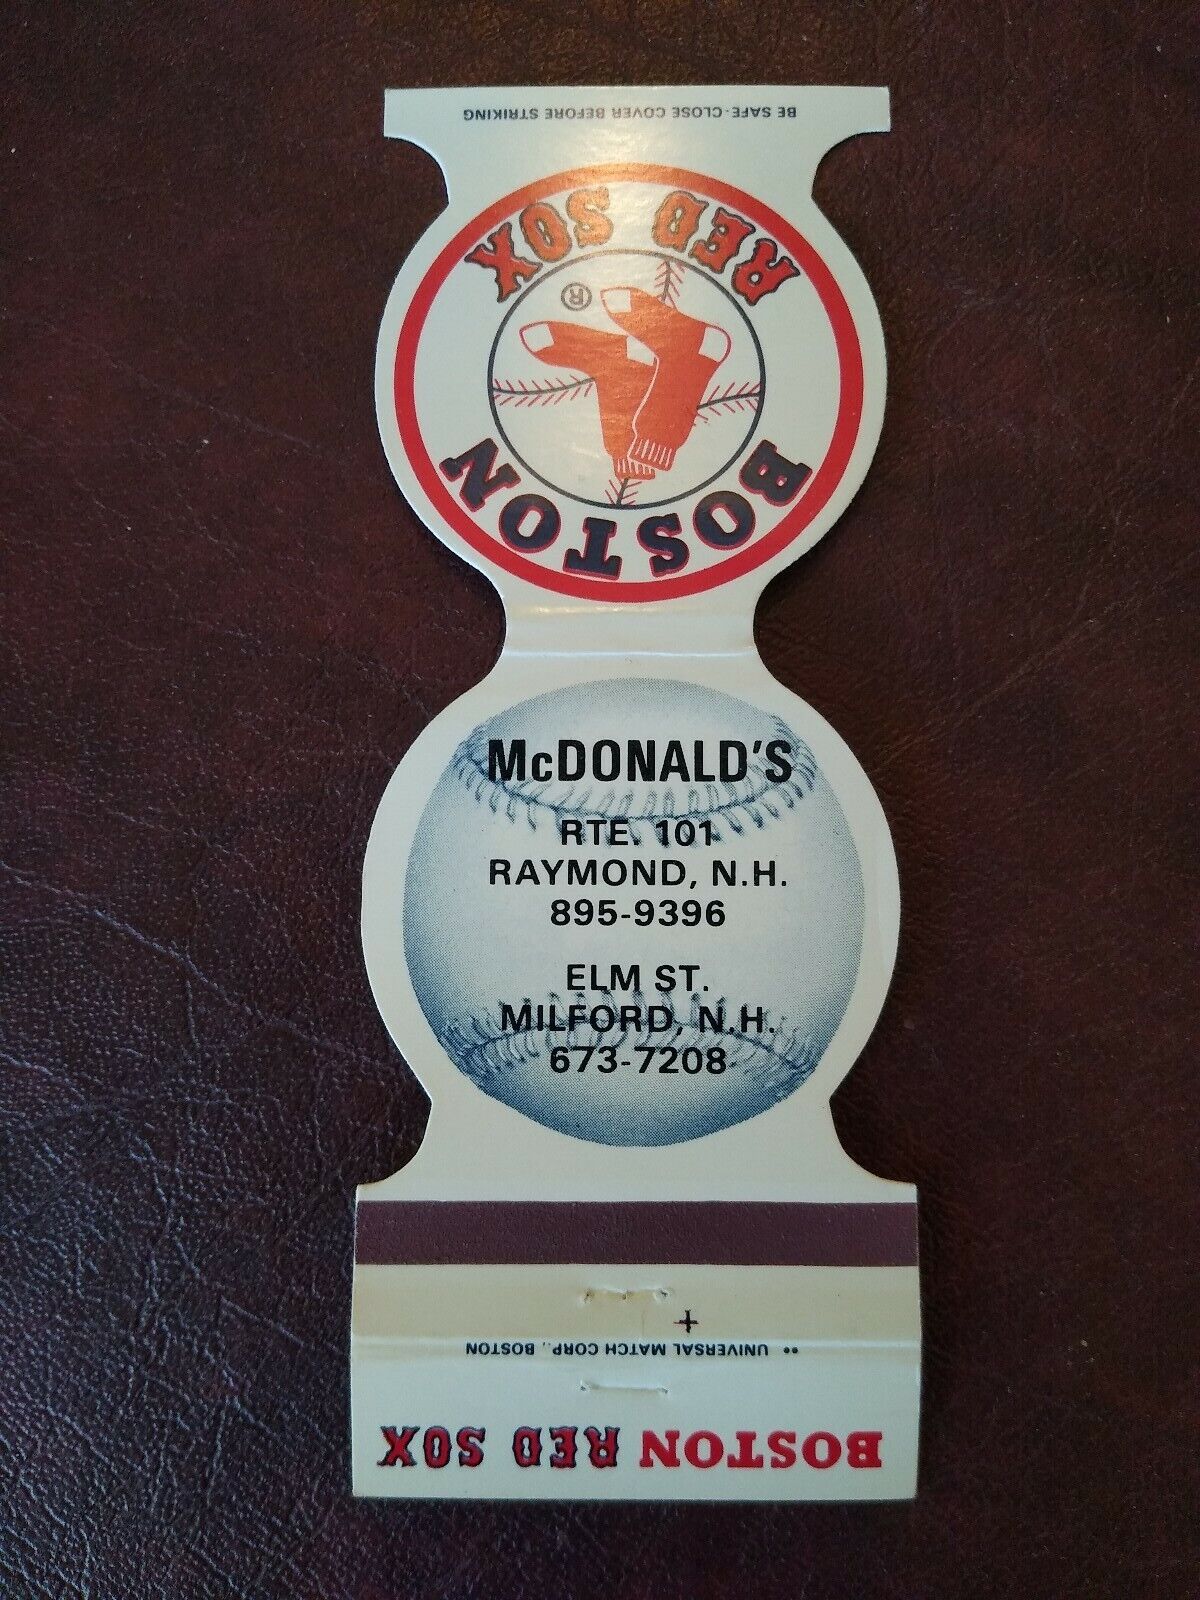 BE SAFE-CLOSE COVER BEFORE STRIKING
BOSTON
RED SOX
®
McDONALD'S
RTE. 101
RAYMOND, N.H.
895-9396
ELM ST.
MILFORD, N.H.
673-7208
•• UNIVERSAL MATCH CORP., BOSTON
BOSTON RED SOX